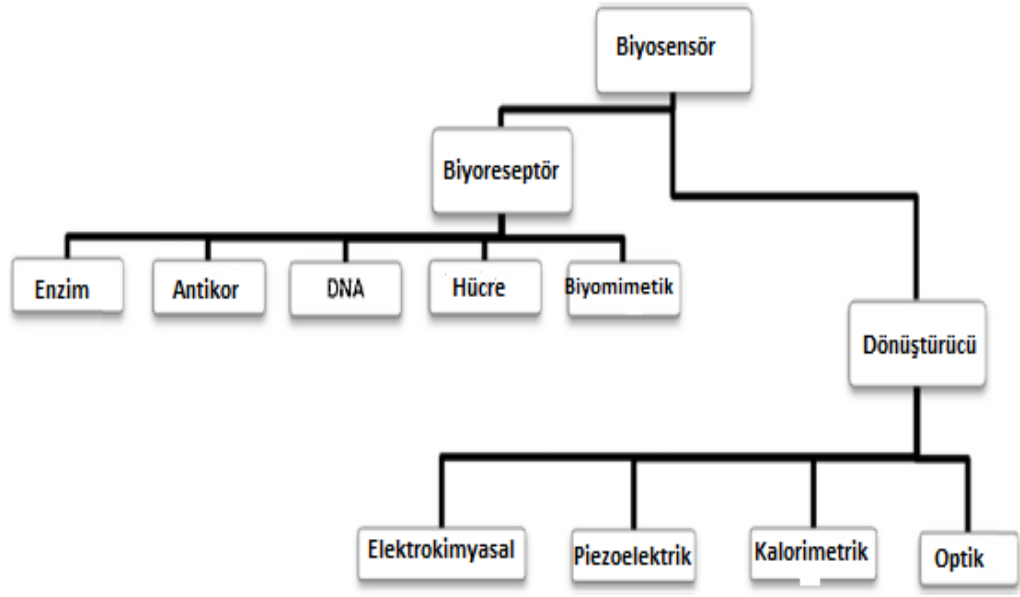 Biyosensör
Biyoreseptör
Enzim
Antikor
DNA
Hücre
Biyomimetik
Dönüştürücü
Elektrokimyasal
Piezoelektrik
Kalorimetrik
Optik